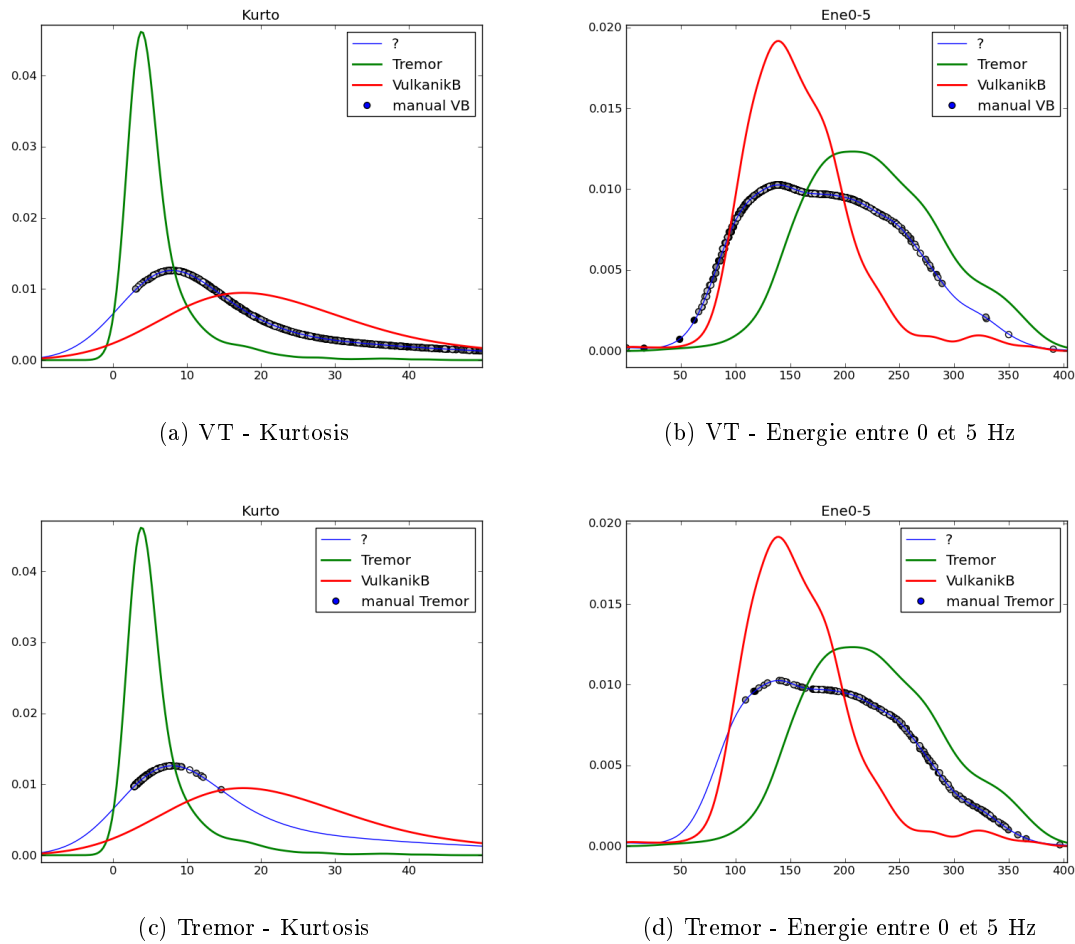 Kurto
0.04
0.03
0.02
0.01
0.00
0
10
20
30
40
?
Tremor
VulkanikB
manual VB
(a) VT - Kurtosis
Ene0-5
0.020
0.015
0.010
0.005
0.000
50
100
150
200
250
300
350
400
?
Tremor
VulkanikB
manual VB
(b) VT - Energie entre 0 et 5 Hz
Kurto
0.04
0.03
0.02
0.01
0.00
0
10
20
30
40
?
Tremor
VulkanikB
manual Tremor
(c) Tremor - Kurtosis
Ene0-5
0.020
0.015
0.010
0.005
0.000
50
100
150
200
250
300
350
400
?
Tremor
VulkanikB
manual Tremor
(d) Tremor - Energie entre 0 et 5 Hz